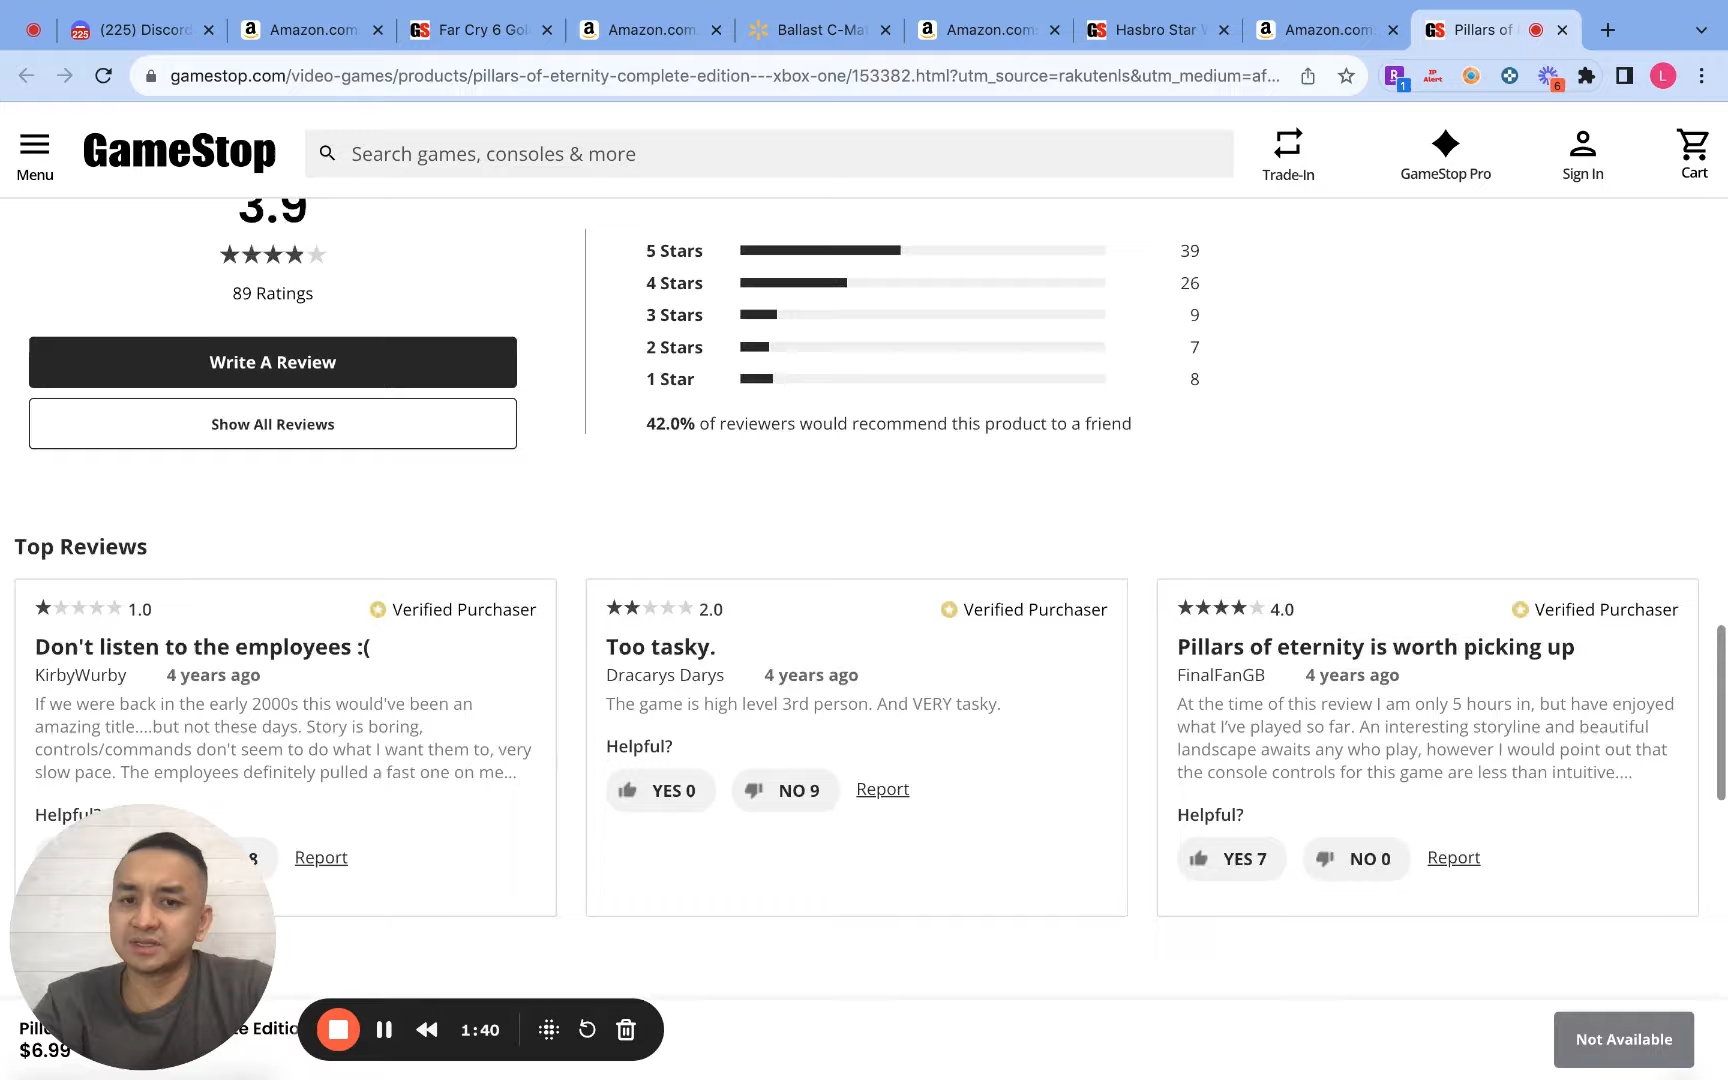 (225) Discord
Amazon.com
Far Cry 6 Gol
Amazon.com
Ballast C-Mat
Amazon.com
Hasbro Star W
Amazon.com
Pillars of
gamestop.com/video-games/products/pillars-of-eternity-complete-edition---xbox-one/153382.html?utm_source=rakutenls&utm_medium=af...
1
IP Alert
6
L
Menu
GameStop
Search games, consoles & more
Trade-In
GameStop Pro
Sign In
Cart
3.9
89 Ratings
Write A Review
Show All Reviews
5 Stars 39
4 Stars 26
3 Stars 9
2 Stars 7
1 Star 8
42.0% of reviewers would recommend this product to a friend
Top Reviews
1.0 Verified Purchaser
Don't listen to the employees :(
KirbyWurby 4 years ago
If we were back in the early 2000s this would've been an
amazing title....but not these days. Story is boring,
controls/commands don't seem to do what I want them to, very
slow pace. The employees definitely pulled a fast one on me...
Helpful?
8 Report
2.0 Verified Purchaser
Too tasky.
Dracarys Darys 4 years ago
The game is high level 3rd person. And VERY tasky.
Helpful?
YES 0 NO 9 Report
4.0 Verified Purchaser
Pillars of eternity is worth picking up
FinalFanGB 4 years ago
At the time of this review I am only 5 hours in, but have enjoyed
what I've played so far. An interesting storyline and beautiful
landscape awaits any who play, however I would point out that
the console controls for this game are less than intuitive....
Helpful?
YES 7 NO 0 Report
Pill e Editio
$6.99
1:40
Not Available